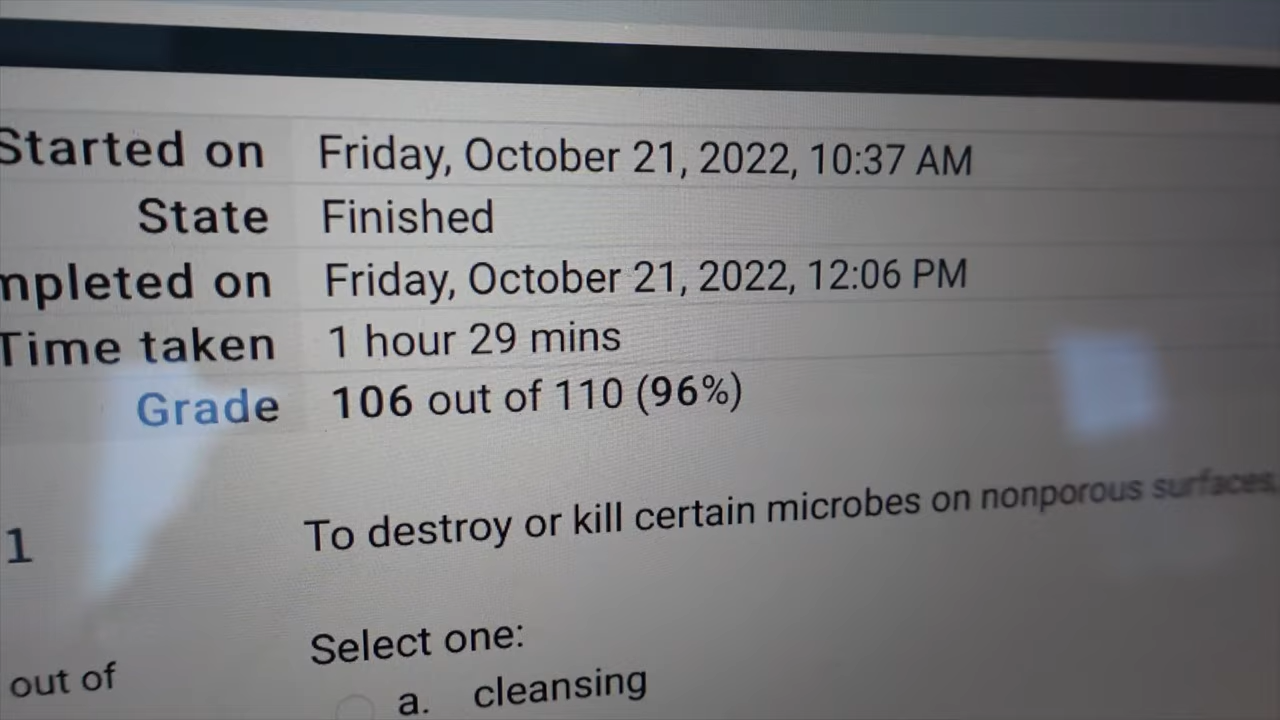 Started on Friday, October 21, 2022, 10:37 AM
State Finished
mpleted on Friday, October 21, 2022, 12:06 PM
Time taken 1 hour 29 mins
Grade 106 out of 110 (96%)
1 To destroy or kill certain microbes on nonporous surfaces,
Select one:
out of
a. cleansing